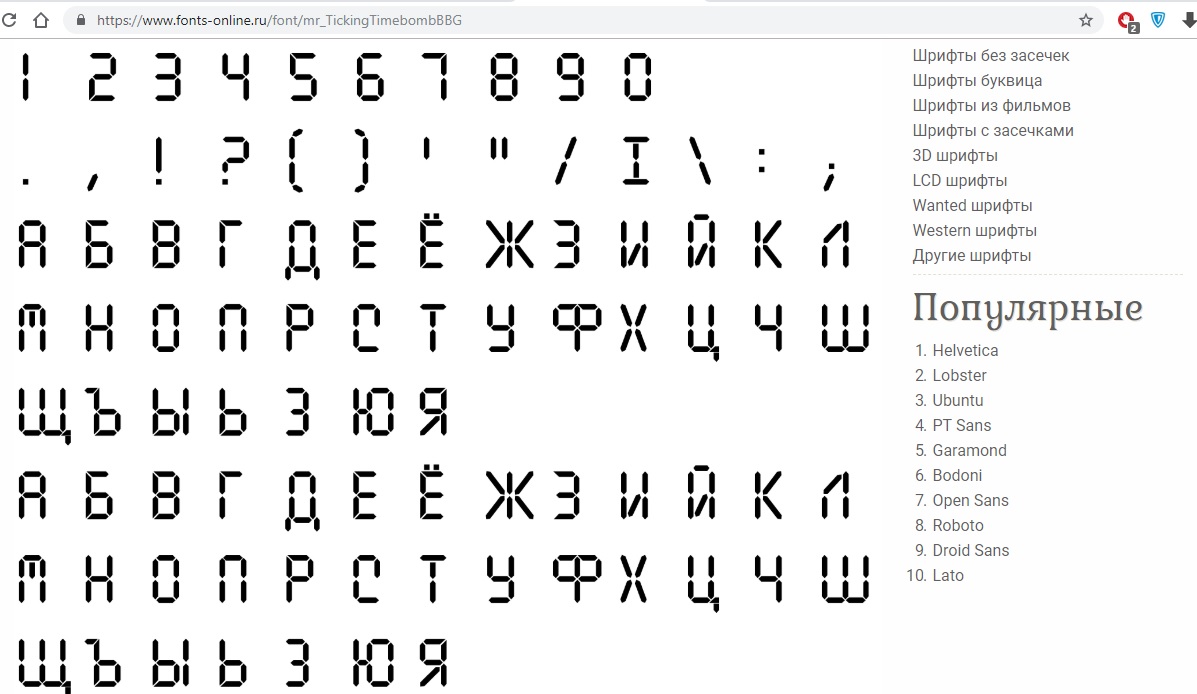 https://www.fonts-online.ru/font/mr_TickingTimebombBBG
2
1 2 3 4 5 6 7 8 9 0
. , ! ? ( ) ' " / I \ : ;
А Б В Г Д Е Ё Ж З И Й К Л
М Н О П Р С Т У Ф Х Ц Ч Ш
Щ Ъ Ы Ь Э Ю Я
А Б В Г Д Е Ё Ж З И Й К Л
М Н О П Р С Т У Ф Х Ц Ч Ш
Щ Ъ Ы Ь Э Ю Я
Шрифты без засечек
Шрифты буквица
Шрифты из фильмов
Шрифты с засечками
3D шрифты
LCD шрифты
Wanted шрифты
Western шрифты
Другие шрифты
Популярные
1. Helvetica
2. Lobster
3. Ubuntu
4. PT Sans
5. Garamond
6. Bodoni
7. Open Sans
8. Roboto
9. Droid Sans
10. Lato